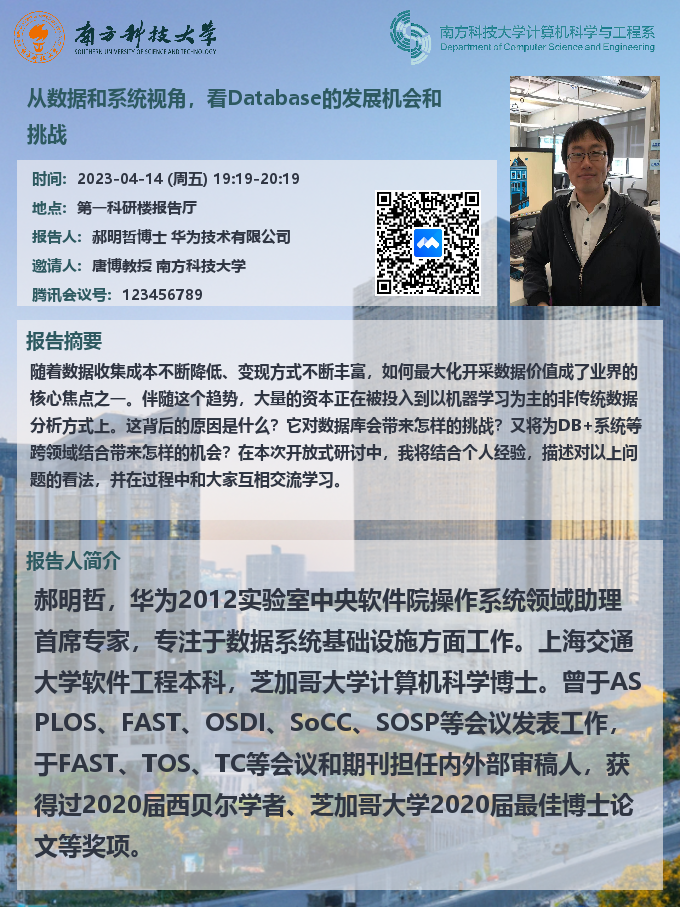 南方科技大学
SOUTHERN UNIVERSITY OF SCIENCE AND TECHNOLOGY
南方科技大学计算机科学与工程系
Department of Computer Science and Engineering
从数据和系统视角，看Database的发展机会和
挑战
时间：2023-04-14 (周五) 19:19-20:19
地点：第一科研楼报告厅
报告人：郝明哲博士 华为技术有限公司
邀请人：唐博教授 南方科技大学
腾讯会议号：123456789
报告摘要
随着数据收集成本不断降低、变现方式不断丰富，如何最大化开采数据价值成了业界的
核心焦点之一。伴随这个趋势，大量的资本正在被投入到以机器学习为主的非传统数据
分析方式上。这背后的原因是什么？它对数据库会带来怎样的挑战？又将为DB+系统等
跨领域结合带来怎样的机会？在本次开放式研讨中，我将结合个人经验，描述对以上问
题的看法，并在过程中和大家互相交流学习。
报告人简介
郝明哲，华为2012实验室中央软件院操作系统领域助理
首席专家，专注于数据系统基础设施方面工作。上海交通
大学软件工程本科，芝加哥大学计算机科学博士。曾于AS
PLOS、FAST、OSDI、SoCC、SOSP等会议发表工作，
于FAST、TOS、TC等会议和期刊担任内外部审稿人，获
得过2020届西贝尔学者、芝加哥大学2020届最佳博士论
文等奖项。